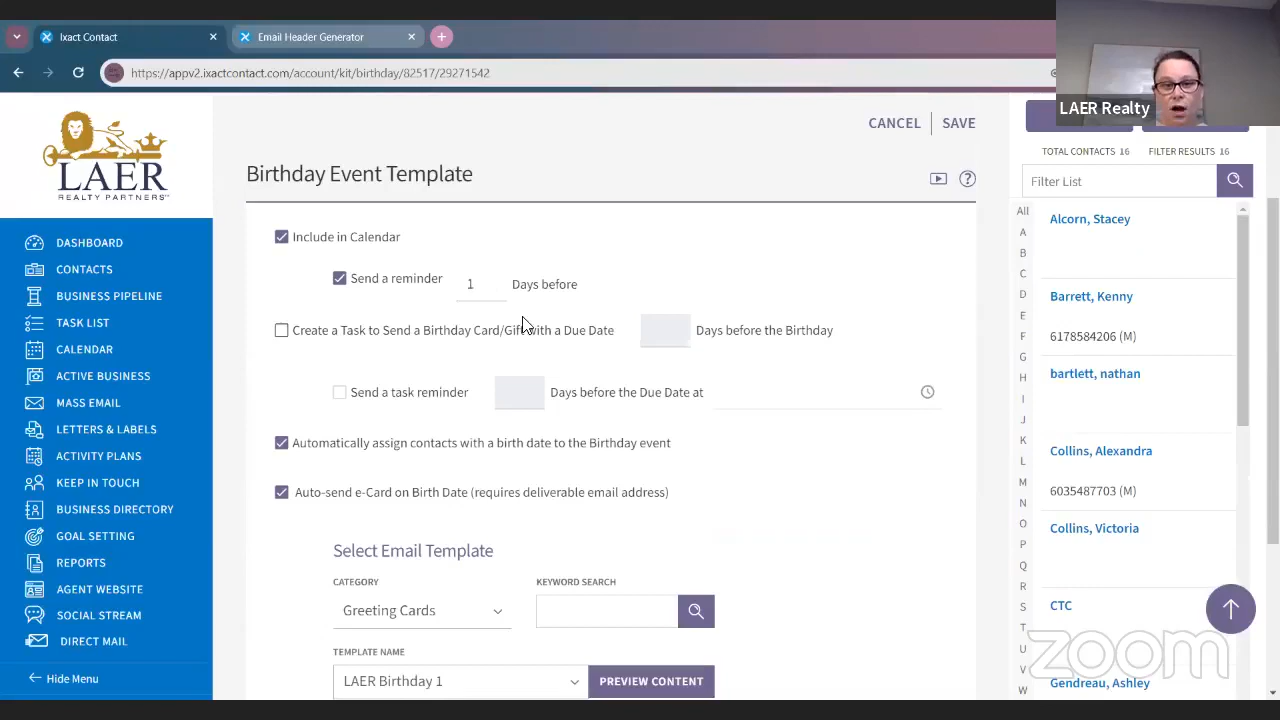 Ixact Contact
Email Header Generator
https://appv2.ixactcontact.com/account/kit/birthday/82517/29271542
LAER Realty
LAER
REALTY PARTNERS
DASHBOARD
CONTACTS
BUSINESS PIPELINE
TASK LIST
CALENDAR
ACTIVE BUSINESS
MASS EMAIL
LETTERS & LABELS
ACTIVITY PLANS
KEEP IN TOUCH
BUSINESS DIRECTORY
GOAL SETTING
REPORTS
AGENT WEBSITE
SOCIAL STREAM
DIRECT MAIL
Hide Menu
CANCEL SAVE
Birthday Event Template
Include in Calendar
Send a reminder 1 Days before
Create a Task to Send a Birthday Card/Gift with a Due Date Days before the Birthday
Send a task reminder Days before the Due Date at
Automatically assign contacts with a birth date to the Birthday event
Auto-send e-Card on Birth Date (requires deliverable email address)
Select Email Template
CATEGORY KEYWORD SEARCH
Greeting Cards
TEMPLATE NAME
LAER Birthday 1 PREVIEW CONTENT
TOTAL CONTACTS 16 FILTER RESULTS 16
Filter List
All
A
B
C
D
E
F
G
H
I
J
K
L
M
N
O
P
Q
R
S
T
U
V
W
Alcorn, Stacey
Barrett, Kenny
6178584206 (M)
bartlett, nathan
Collins, Alexandra
6035487703 (M)
Collins, Victoria
CTC
Gendreau, Ashley
zoom